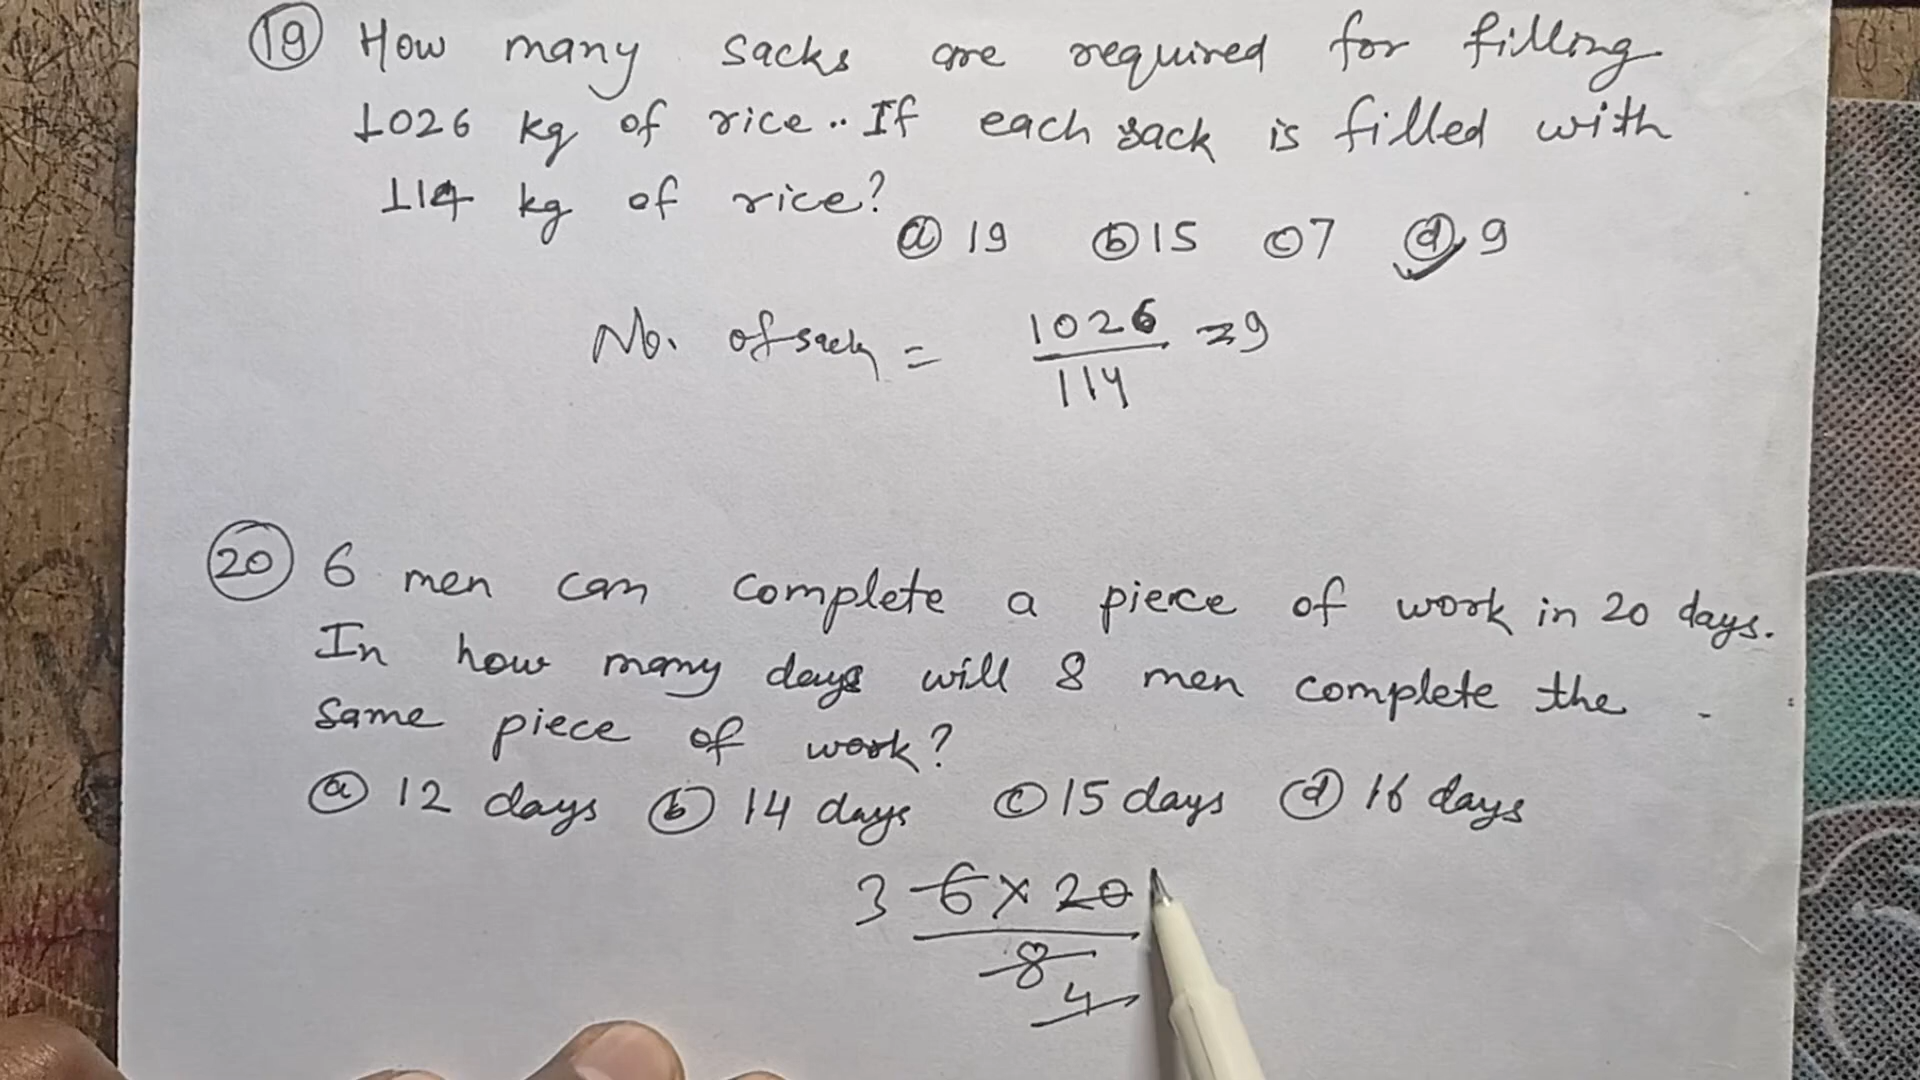 19 How many sacks are required for filling
1026 kg of rice.. If each sack is filled with
114 kg of rice?
a 19 b 15 c 7 d 9
No. of sack = 1026 = 9
114
20 6 men can complete a piece of work in 20 days.
In how many days will 8 men complete the
same piece of work?
a 12 days b 14 days c 15 days d 16 days
3 6 × 20
8
4